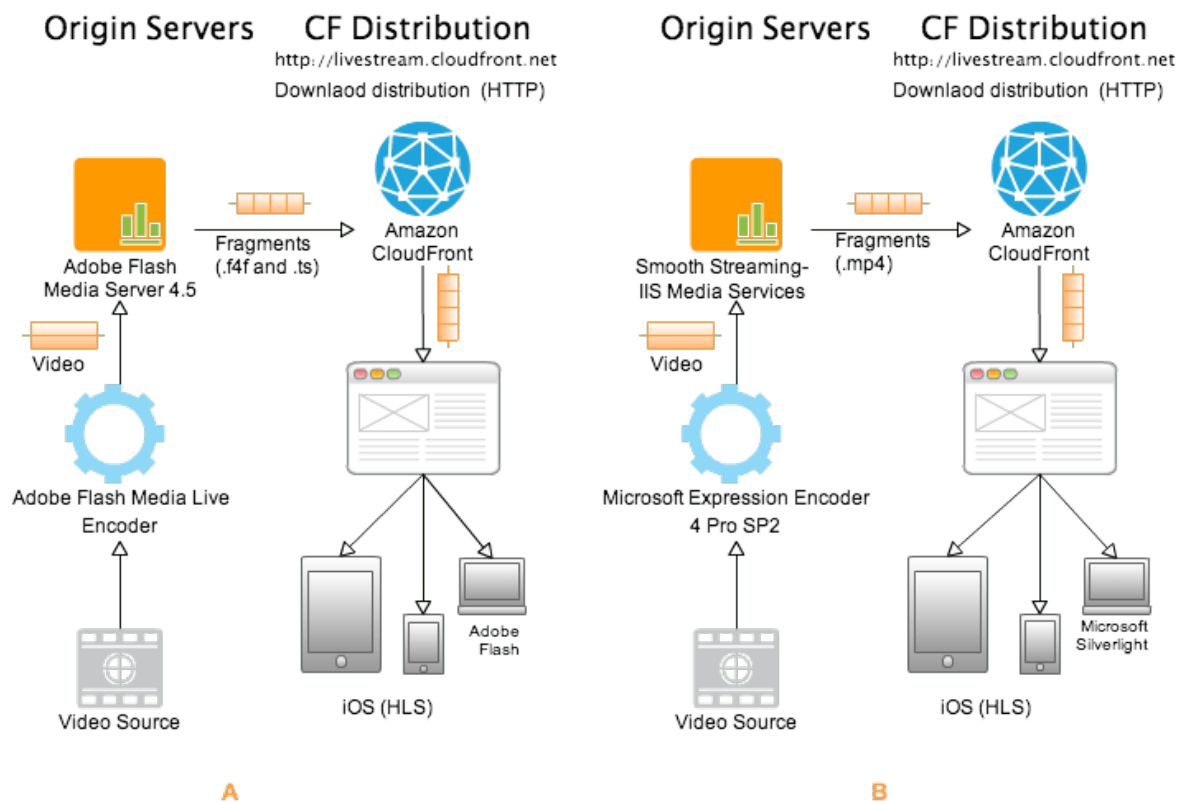 Origin Servers
CF Distribution
http://livestream.cloudfront.net
Downlaod distribution (HTTP)
Fragments
(.f4f and .ts)
Amazon
CloudFront
Adobe Flash
Media Server 4.5
Video
Adobe Flash Media Live
Encoder
Adobe
Flash
Video Source
iOS (HLS)
A
Origin Servers
CF Distribution
http://livestream.cloudfront.net
Downlaod distribution (HTTP)
Fragments
(.mp4)
Amazon
CloudFront
Smooth Streaming-
IIS Media Services
Video
Microsoft Expression Encoder
4 Pro SP2
Microsoft
Silverlight
Video Source
iOS (HLS)
B